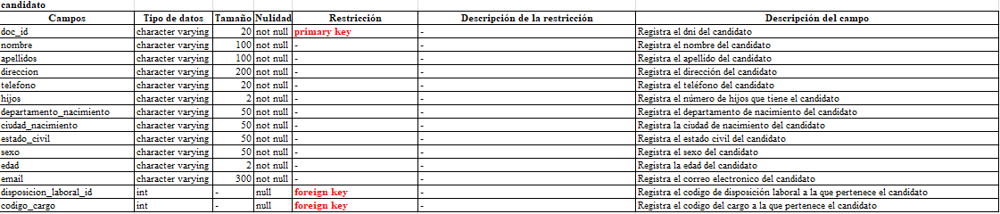 candidato
Campos Tipo de datos Tamaño Nulidad Restricción Descripción de la restricción Descripción del campo
doc_id character varying 20 not null primary key - Registra el dni del candidato
nombre character varying 100 not null - - Registra el nombre del candidato
apellidos character varying 100 not null - - Registra el apellido del candidato
direccion character varying 200 not null - - Registra el dirección del candidato
telefono character varying 20 not null - - Registra el teléfono del candidato
hijos character varying 2 not null - - Registra el número de hijos que tiene el candidato
departamento_nacimiento character varying 50 not null - - Registra el departamento de nacimiento del candidato
ciudad_nacimiento character varying 50 not null - - Registra la ciudad de nacimiento del candidato
estado_civil character varying 50 not null - - Registra el estado civil del candidato
sexo character varying 50 not null - - Registra el sexo del candidato
edad character varying 2 not null - - Registra la edad del candidato
email character varying 300 not null - - Registra el correo electronico del candidato
disposicion_laboral_id int - null foreign key - Registra el codigo de disposición laboral a la que pertenece el candidato
codigo_cargo int - null foreign key - Registra el codigo del cargo a la que pertenece el candidato